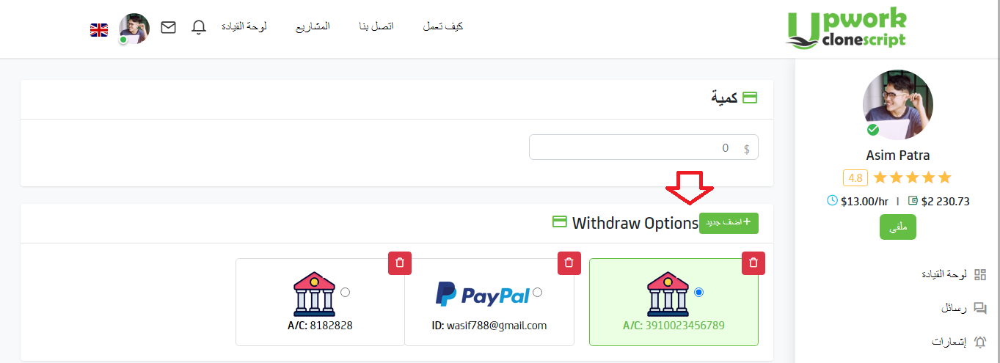 Upwork
clonescript
كيف تعمل
اتصل بنا
المشاريع
لوحة القيادة
كمية
$ 0
+ اضف جديد
Withdraw Options
A/C: 3910023456789
PayPal
ID: wasif788@gmail.com
A/C: 8182828
Asim Patra
4.8
$13.00/hr | $2 230.73
ملفي
لوحة القيادة
رسائل
إشعارات